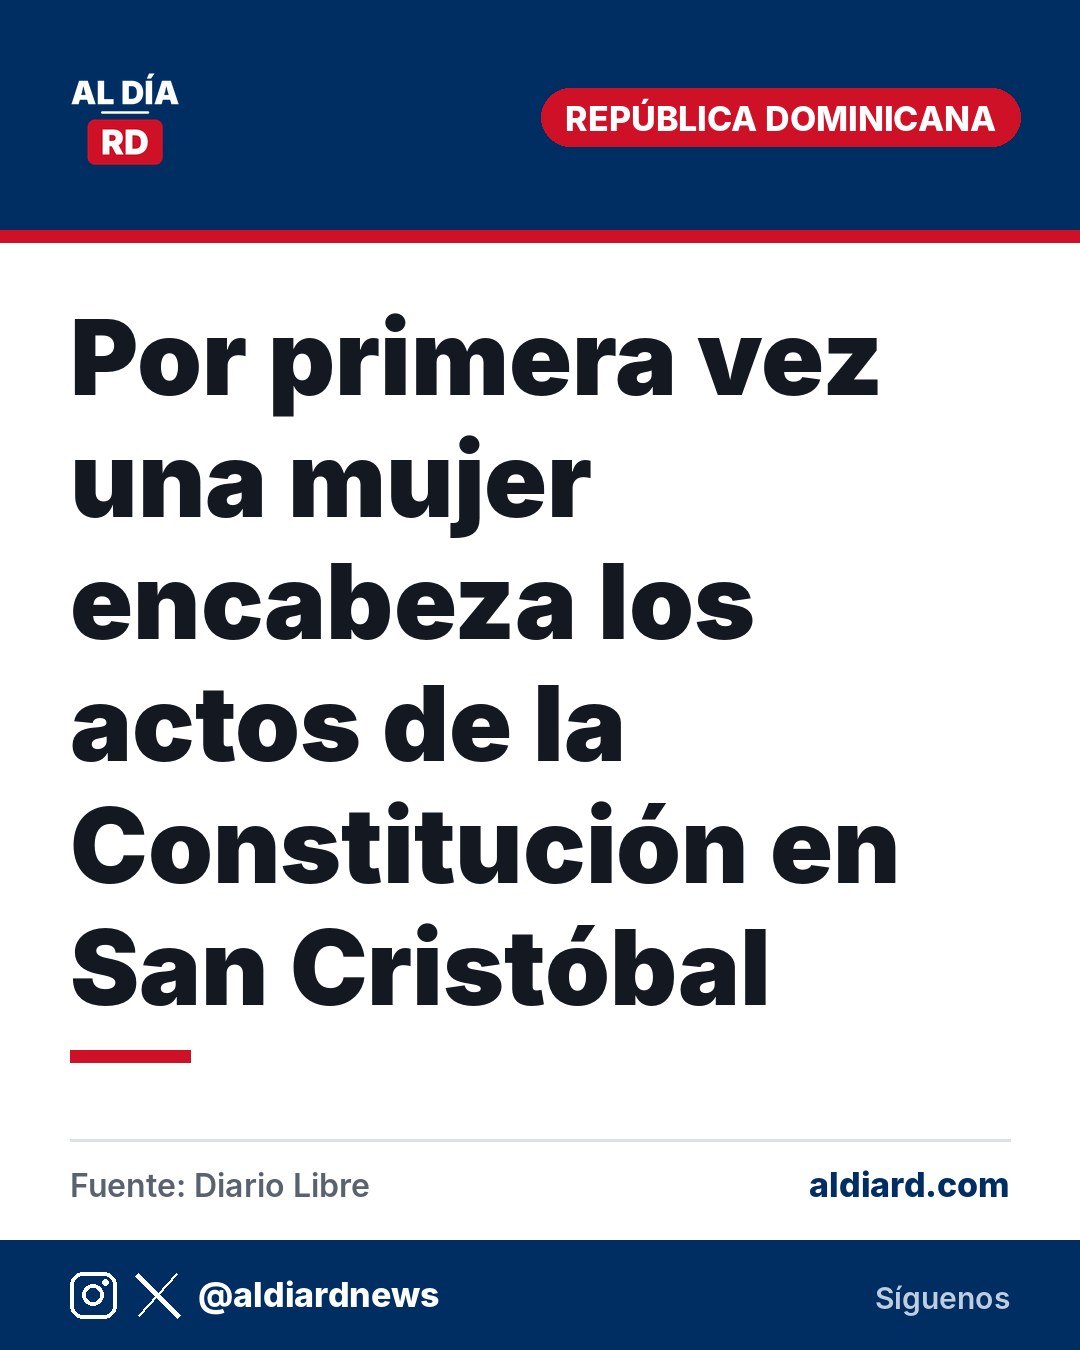 AL DÍA
RD
REPÚBLICA DOMINICANA
Por primera vez
una mujer
encabeza los
actos de la
Constitución en
San Cristóbal
Fuente: Diario Libre
aldiard.com
@aldiardnews
Síguenos